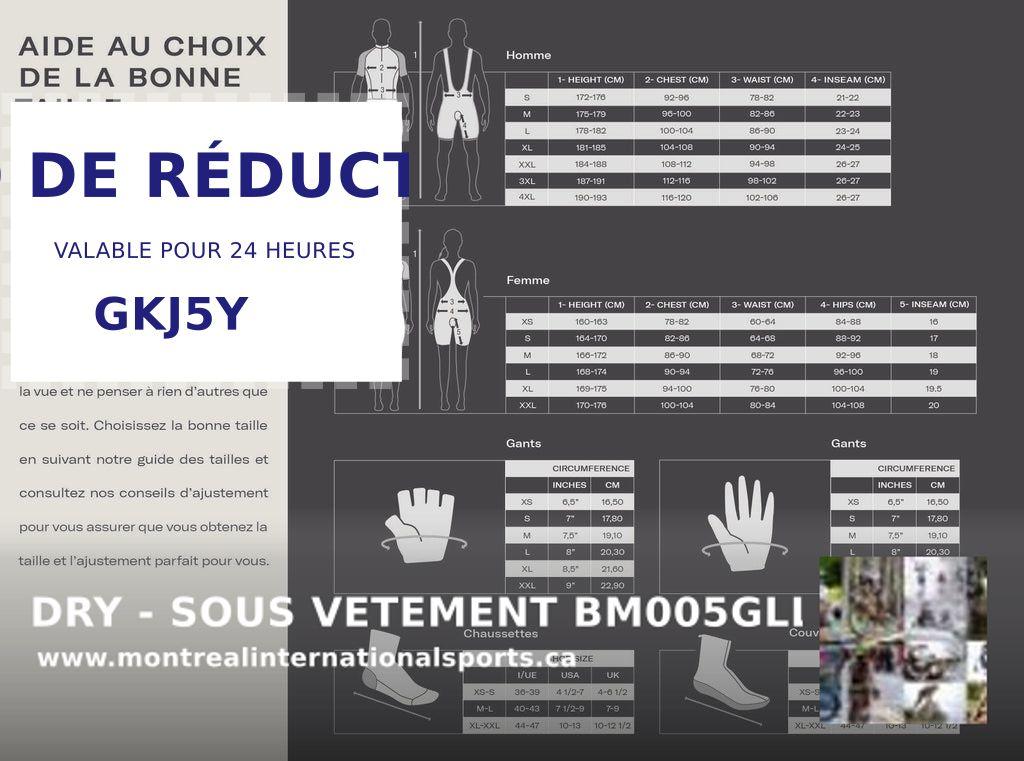 AIDE AU CHOIX
DE LA BONNE
DE RÉDUCT
VALABLE POUR 24 HEURES
GKJ5Y
la vue et ne penser à rien d'autres que
ce se soit. Choisissez la bonne taille
en suivant notre guide des tailles et
consultez nos conseils d'ajustement
pour vous assurer que vous obtenez la
taille et l'ajustement parfait pour vous.
Homme
1- HEIGHT (CM) 2- CHEST (CM) 3- WAIST (CM) 4- INSEAM (CM)
S 172-176 92-96 78-82 21-22
M 175-179 96-100 82-86 22-23
L 178-182 100-104 86-90 23-24
XL 181-185 104-108 90-94 24-25
XXL 184-188 108-112 94-98 26-27
3XL 187-191 112-116 98-102 26-27
4XL 190-193 116-120 102-106 26-27
1
2
3
3
4
Femme
1- HEIGHT (CM) 2- CHEST (CM) 3- WAIST (CM) 4- HIPS (CM) 5- INSEAM (CM)
XS 160-163 78-82 60-64 84-88 16
S 164-170 82-86 64-68 88-92 17
M 166-172 86-90 68-72 92-96 18
L 168-174 90-94 72-76 96-100 19
XL 169-175 94-100 76-80 100-104 19.5
XXL 170-176 100-104 80-84 104-108 20
1
3
4
5
Gants
CIRCUMFERENCE
INCHES CM
XS 6,5" 16,50
S 7" 17,80
M 7,5" 19,10
L 8" 20,30
XL 8,5" 21,60
XXL 9" 22,90
Gants
CIRCUMFERENCE
INCHES CM
XS 6,5" 16,50
S 7" 17,80
M 7,5" 19,10
L 8" 20,30
DRY - SOUS VETEMENT BM005GLI
www.montrealinternationalsports.ca
Chaussettes
SIZE
I/UE USA UK
XS-S 36-39 4 1/2-7 4-6 1/2
M-L 40-43 7 1/2-9 7-9
XL-XXL 44-47 10-13 10-12 1/2
Couv
XS-S
M-L
XL-XXL 44-47 10-13 10-12 1/2